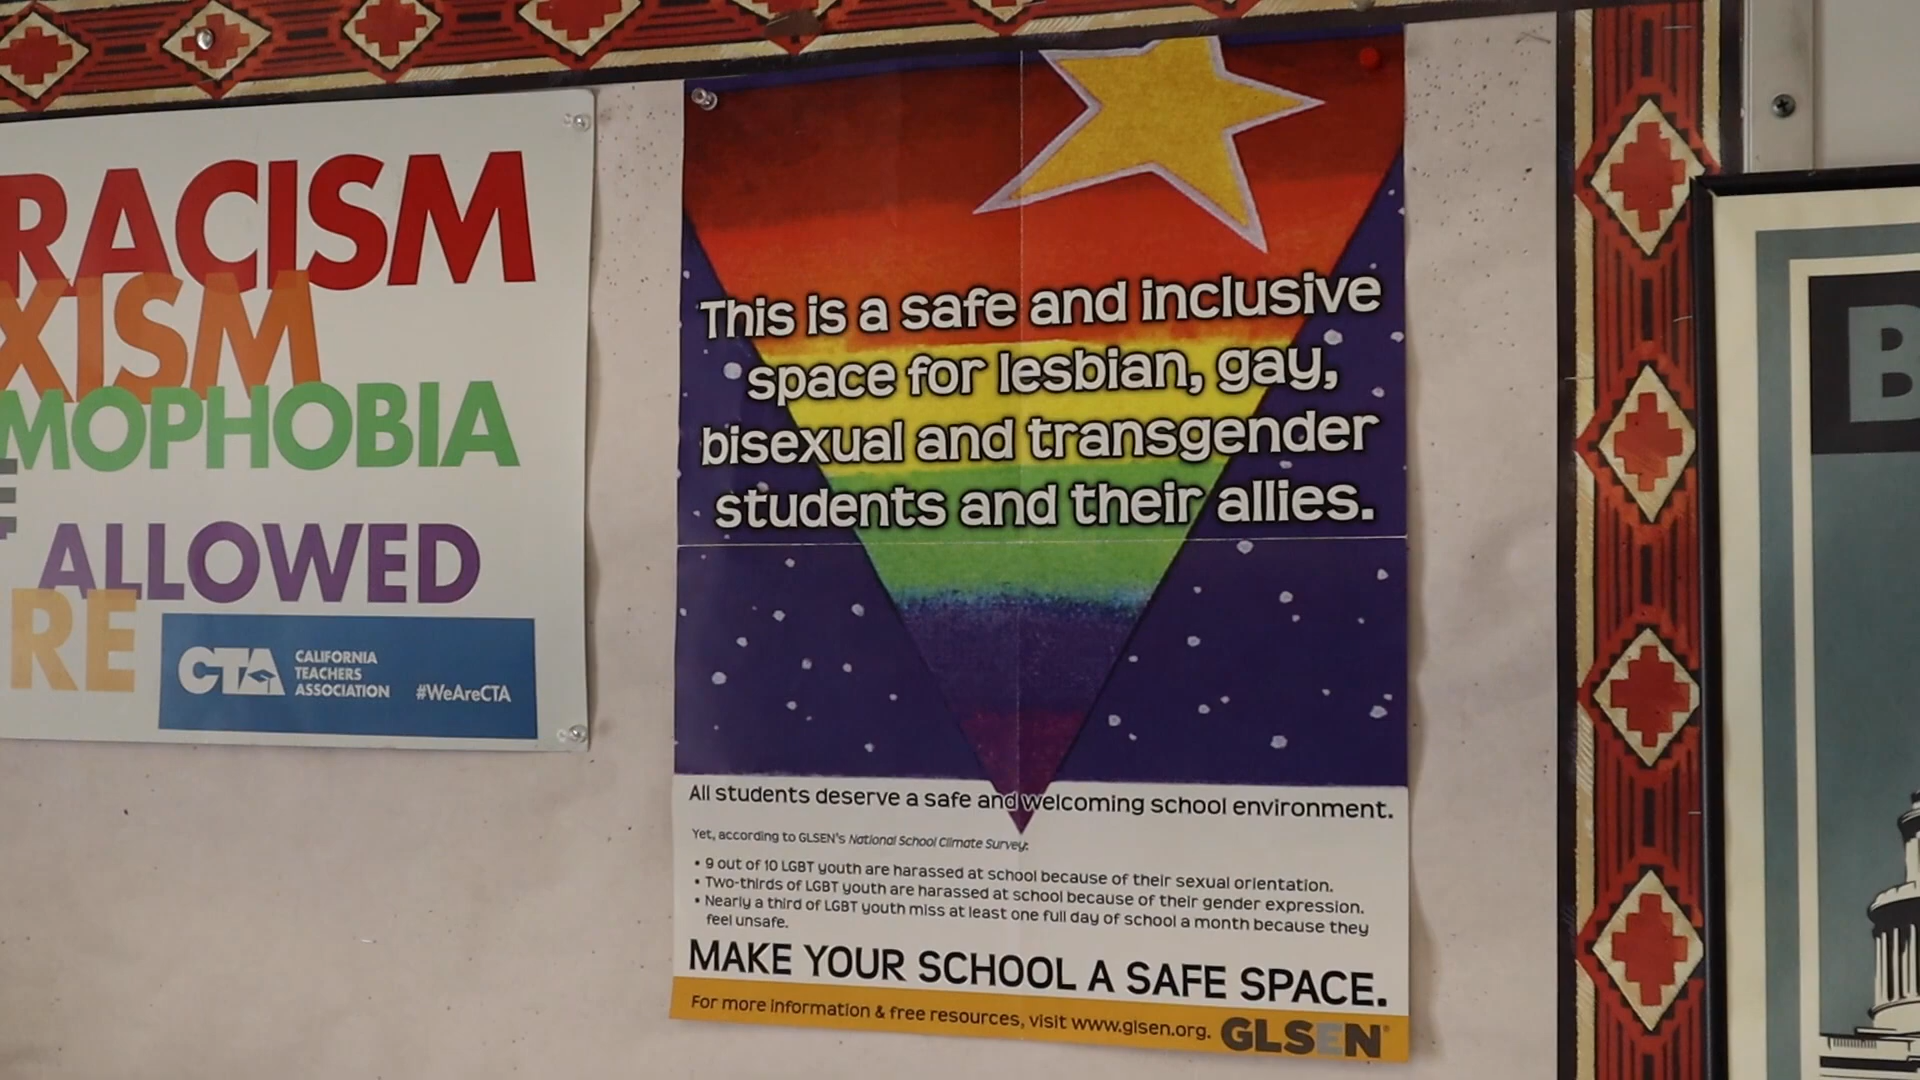 RACISM
XISM
MOPHOBIA
ALLOWED
RE
CTA
CALIFORNIA
TEACHERS
ASSOCIATION
#WeAreCTA
This is a safe and inclusive
space for lesbian, gay,
bisexual and transgender
students and their allies.
All students deserve a safe and welcoming school environment.
Yet, according to GLSEN's National School Climate Survey:
• 9 out of 10 LGBT youth are harassed at school because of their sexual orientation.
• Two-thirds of LGBT youth are harassed at school because of their gender expression.
• Nearly a third of LGBT youth miss at least one full day of school a month because they
feel unsafe.
MAKE YOUR SCHOOL A SAFE SPACE.
For more information & free resources, visit www.glsen.org.
GLSEN®
B